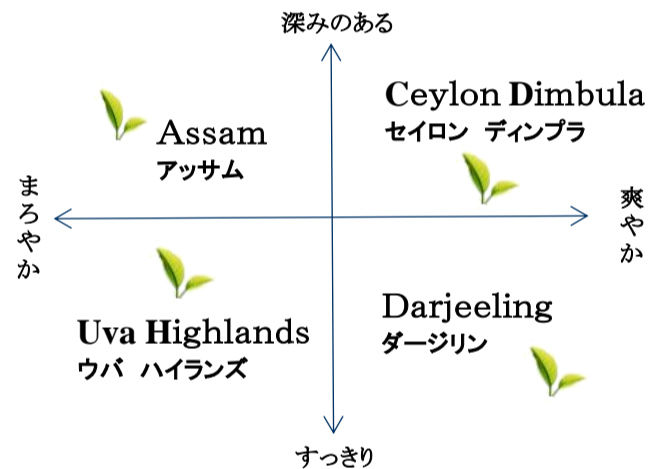 深みのある
Ceylon Dimbula
セイロン ディンプラ
Assam
アッサム
まろやか
爽やか
Uva Highlands
ウバ ハイランズ
Darjeeling
ダージリン
すっきり